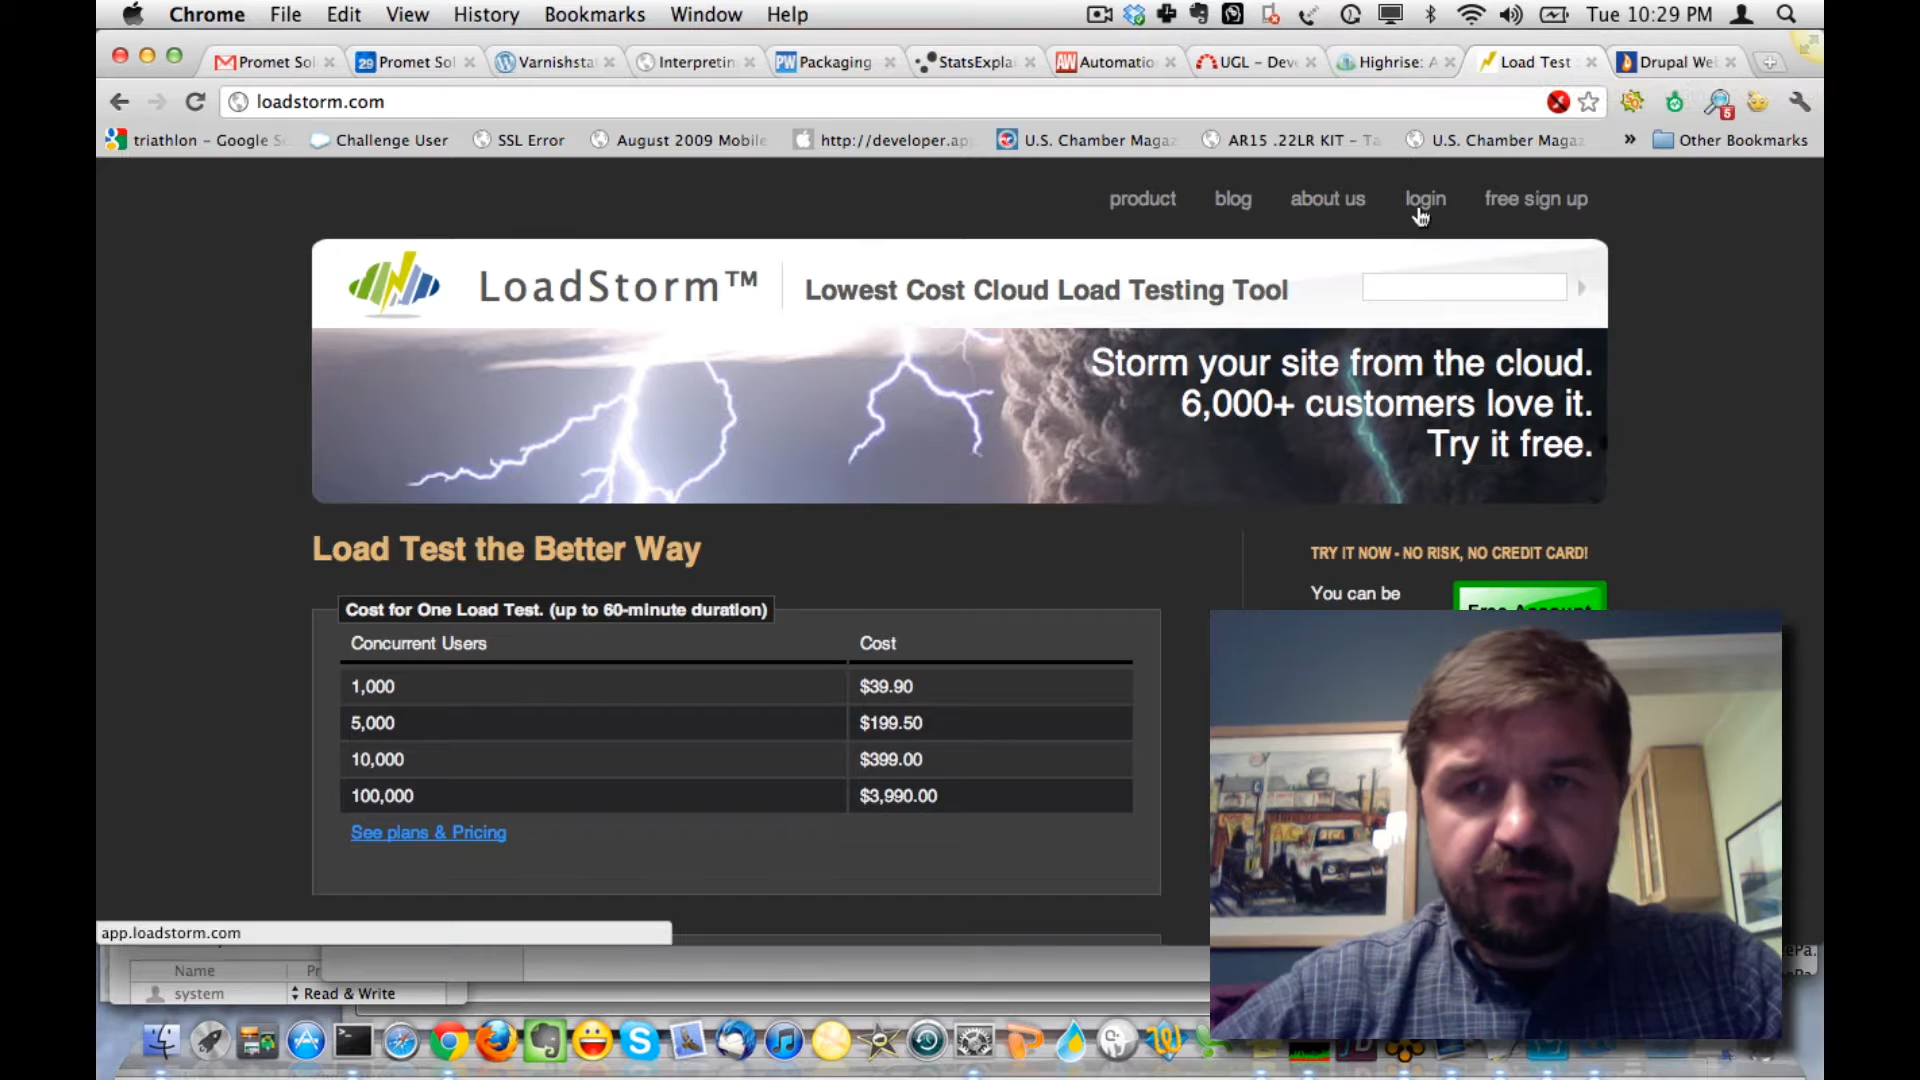 Chrome File Edit View History Bookmarks Window Help Tue 10:29 PM
Promet Sol Promet Sol Varnishsta Interpretin Packaging StatsExpla Automatio UGL - Dev Highrise: A Load Test Drupal We
loadstorm.com
triathlon - Google Se Challenge User SSL Error August 2009 Mobile http://developer.ap U.S. Chamber Maga AR15 .22LR KIT - Ta U.S. Chamber Maga » Other Bookmarks
product blog about us login free sign up
LoadStorm™ Lowest Cost Cloud Load Testing Tool
Storm your site from the cloud.
6,000+ customers love it.
Try it free.
Load Test the Better Way
TRY IT NOW - NO RISK, NO CREDIT CARD!
You can be
Free Account
Cost for One Load Test. (up to 60-minute duration)
Concurrent Users Cost
1,000 $39.90
5,000 $199.50
10,000 $399.00
100,000 $3,990.00
See plans & Pricing
app.loadstorm.com
Name Pr
system Read & Write